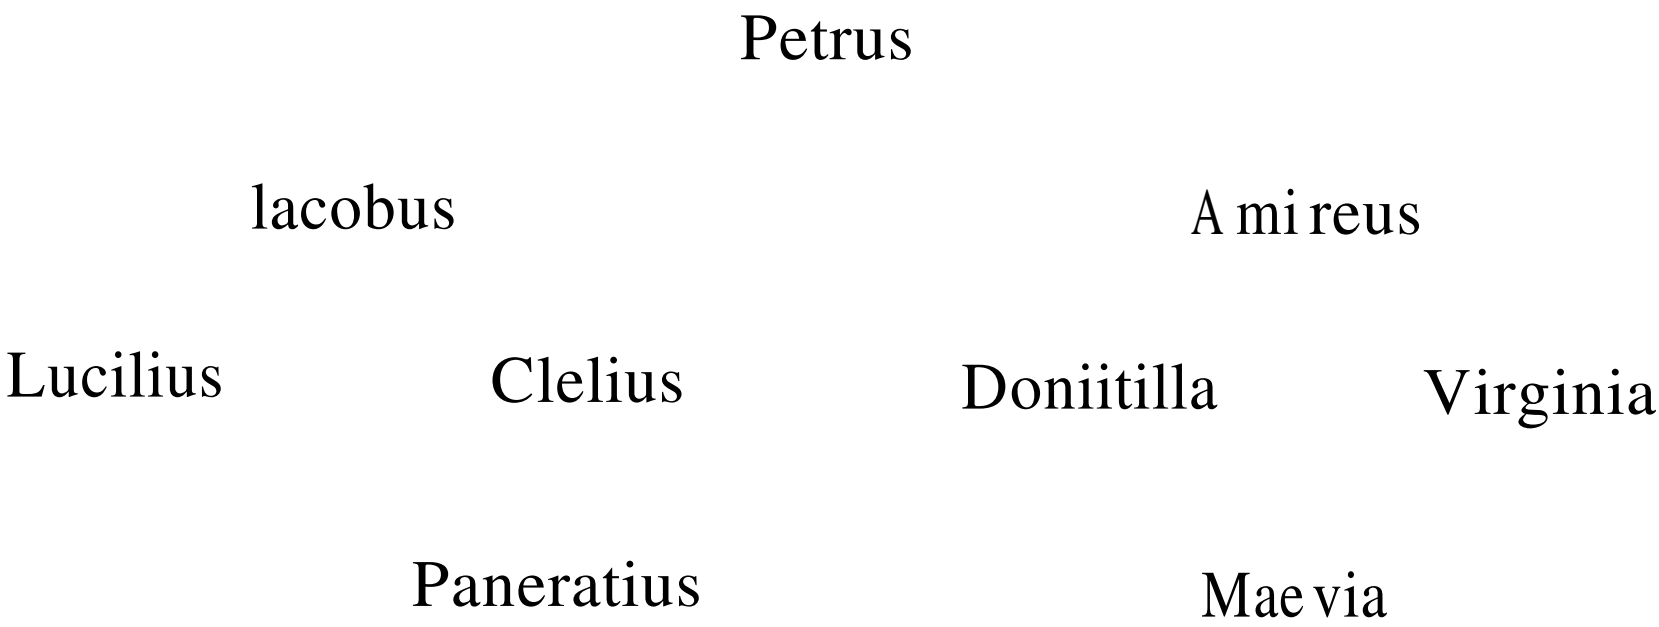 Petrus
lacobus A mi reus
Lucilius Clelius Doniitilla Virginia
Paneratius Mae via